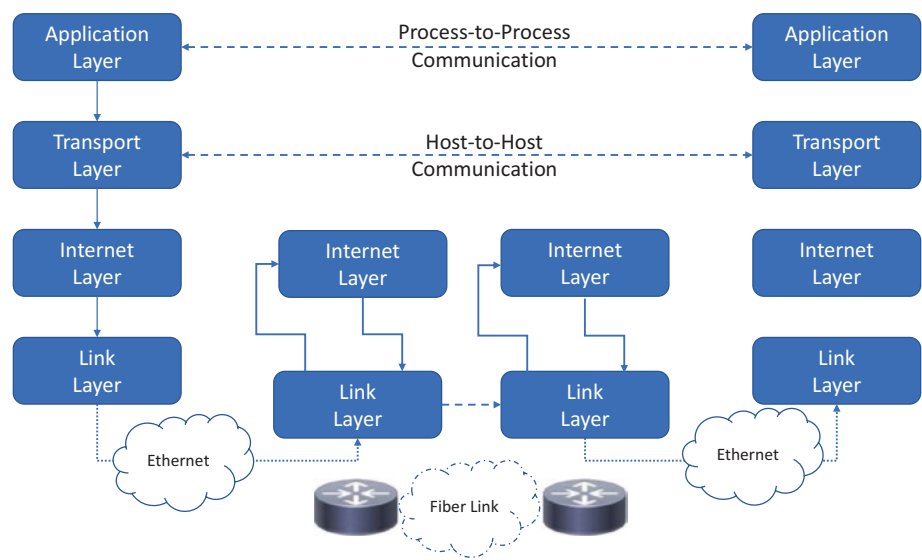 Application
Layer
Process-to-Process
Communication
Application
Layer
Transport
Layer
Host-to-Host
Communication
Transport
Layer
Internet
Layer
Internet
Layer
Internet
Layer
Internet
Layer
Link
Layer
Link
Layer
Link
Layer
Link
Layer
Ethernet
Ethernet
Fiber Link